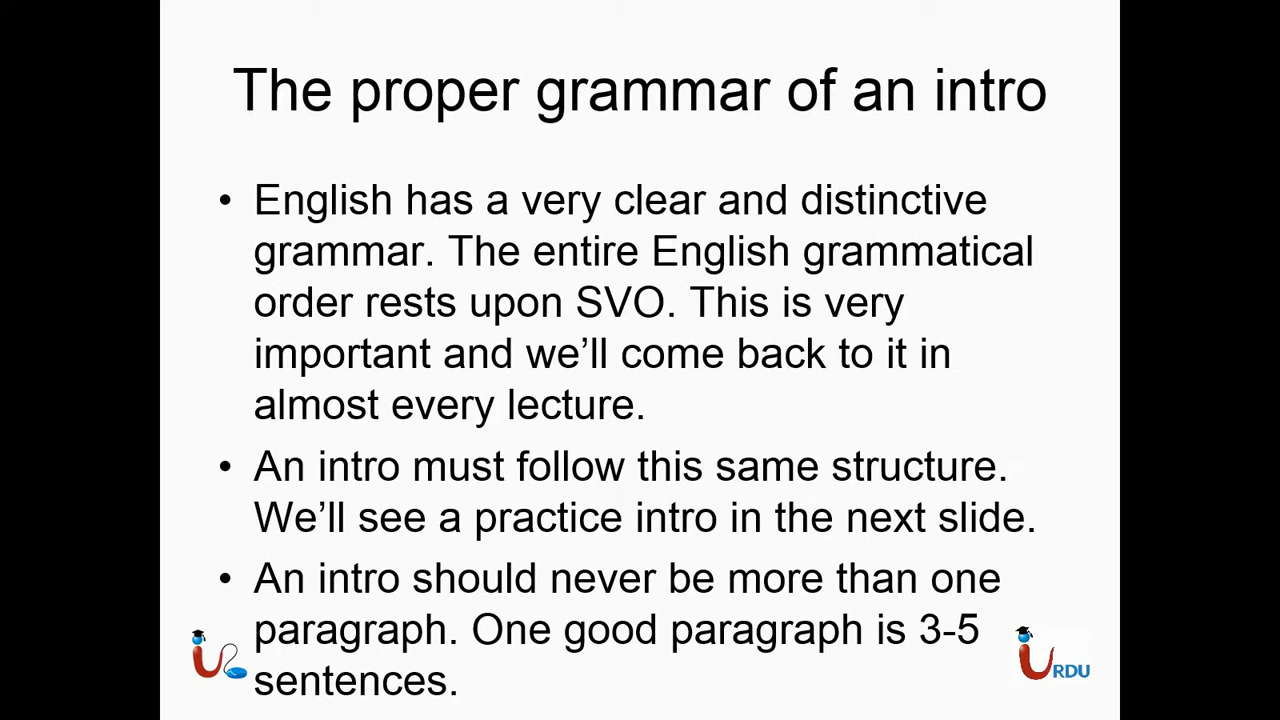 The proper grammar of an intro
• English has a very clear and distinctive
grammar. The entire English grammatical
order rests upon SVO. This is very
important and we’ll come back to it in
almost every lecture.
• An intro must follow this same structure.
We’ll see a practice intro in the next slide.
• An intro should never be more than one
paragraph. One good paragraph is 3-5
sentences.
URDU